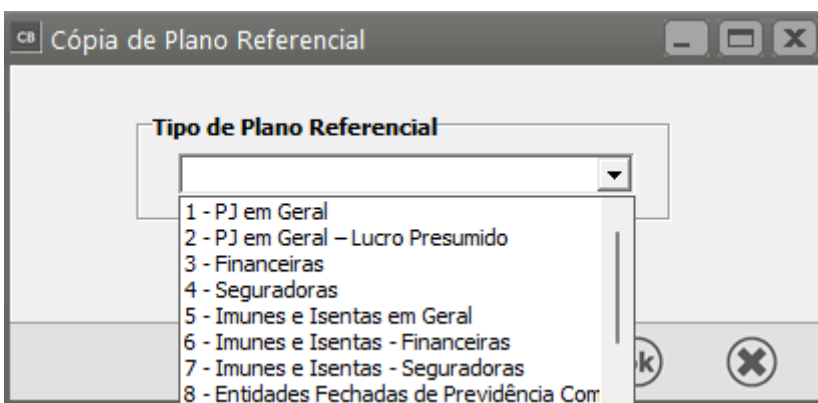 CB Cópia de Plano Referencial
Tipo de Plano Referencial
1 - PJ em Geral
2 - PJ em Geral – Lucro Presumido
3 - Financeiras
4 - Seguradoras
5 - Imunes e Isentas em Geral
6 - Imunes e Isentas - Financeiras
7 - Imunes e Isentas - Seguradoras
8 - Entidades Fechadas de Previdência Com